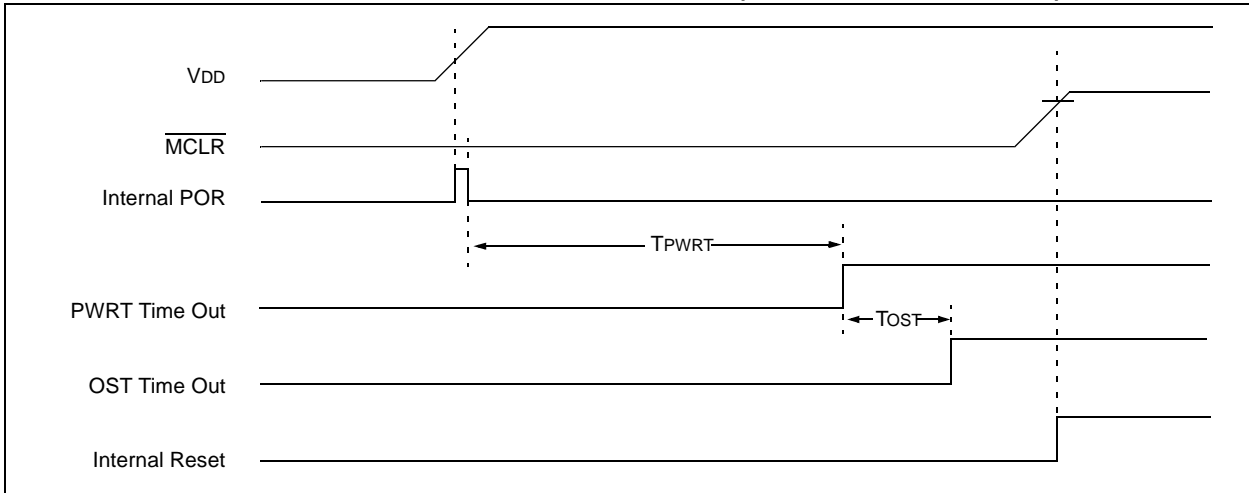 VDD
MCLR
Internal POR
TPWRT
PWRT Time Out
TOST
OST Time Out
Internal Reset